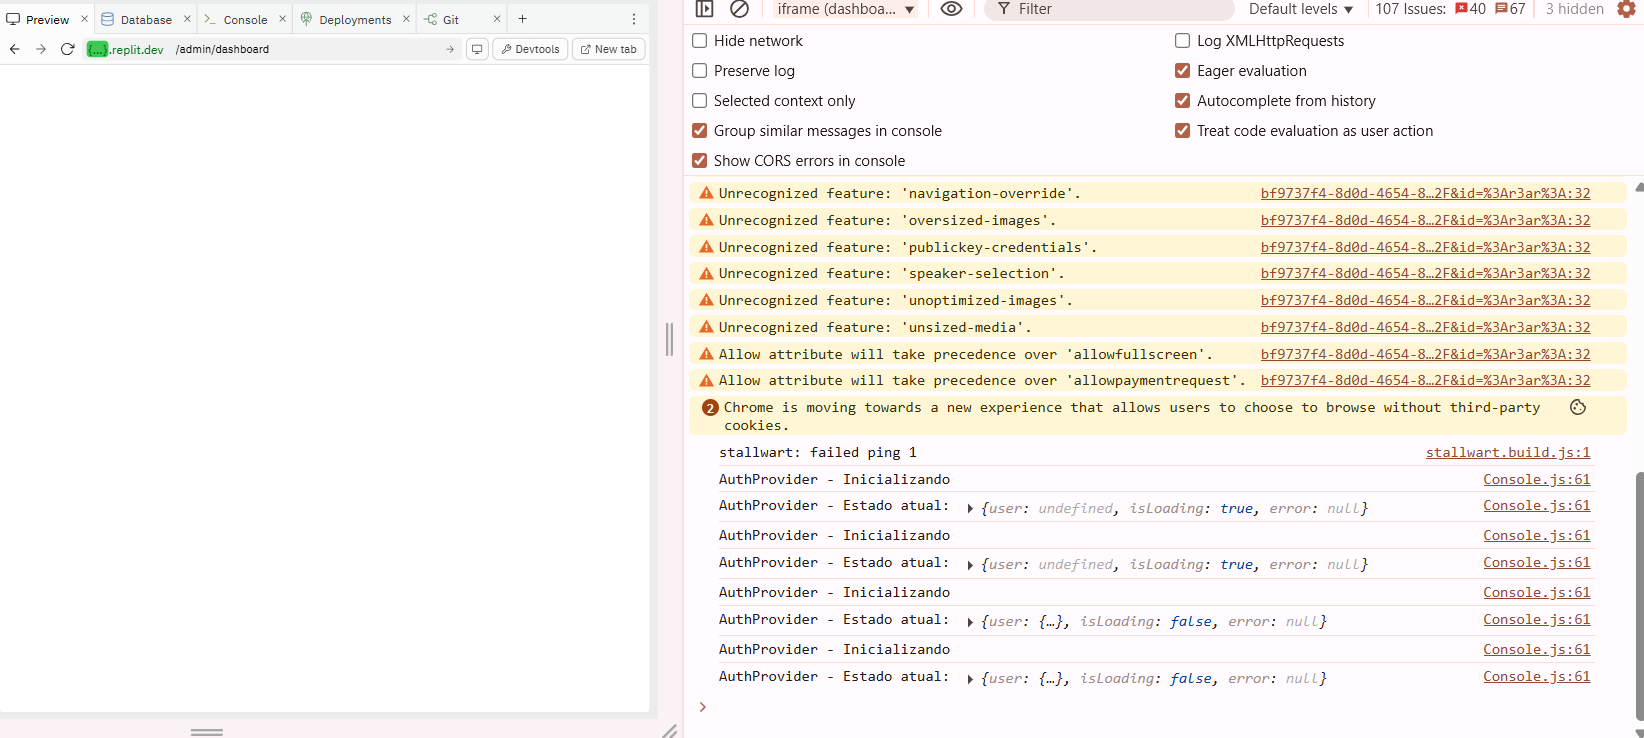 Preview × Database × Console × Deployments × Git × +
{...}.replit.dev /admin/dashboard → Devtools New tab
iframe (dashboa... ▼ Filter Default levels ▼ 107 Issues: 40 67 3 hidden
Hide network
Log XMLHttpRequests
Preserve log
Eager evaluation
Selected context only
Autocomplete from history
Group similar messages in console
Treat code evaluation as user action
Show CORS errors in console
Unrecognized feature: 'navigation-override'. bf9737f4-8d0d-4654-8…2F&id=%3Ar3ar%3A:32
Unrecognized feature: 'oversized-images'. bf9737f4-8d0d-4654-8…2F&id=%3Ar3ar%3A:32
Unrecognized feature: 'publickey-credentials'. bf9737f4-8d0d-4654-8…2F&id=%3Ar3ar%3A:32
Unrecognized feature: 'speaker-selection'. bf9737f4-8d0d-4654-8…2F&id=%3Ar3ar%3A:32
Unrecognized feature: 'unoptimized-images'. bf9737f4-8d0d-4654-8…2F&id=%3Ar3ar%3A:32
Unrecognized feature: 'unsized-media'. bf9737f4-8d0d-4654-8…2F&id=%3Ar3ar%3A:32
Allow attribute will take precedence over 'allowfullscreen'. bf9737f4-8d0d-4654-8…2F&id=%3Ar3ar%3A:32
Allow attribute will take precedence over 'allowpaymentrequest'. bf9737f4-8d0d-4654-8…2F&id=%3Ar3ar%3A:32
2 Chrome is moving towards a new experience that allows users to choose to browse without third-party
cookies.
stallwart: failed ping 1 stallwart.build.js:1
AuthProvider - Inicializando Console.js:61
AuthProvider - Estado atual: ▶ {user: undefined, isLoading: true, error: null} Console.js:61
AuthProvider - Inicializando Console.js:61
AuthProvider - Estado atual: ▶ {user: undefined, isLoading: true, error: null} Console.js:61
AuthProvider - Inicializando Console.js:61
AuthProvider - Estado atual: ▶ {user: {…}, isLoading: false, error: null} Console.js:61
AuthProvider - Inicializando Console.js:61
AuthProvider - Estado atual: ▶ {user: {…}, isLoading: false, error: null} Console.js:61